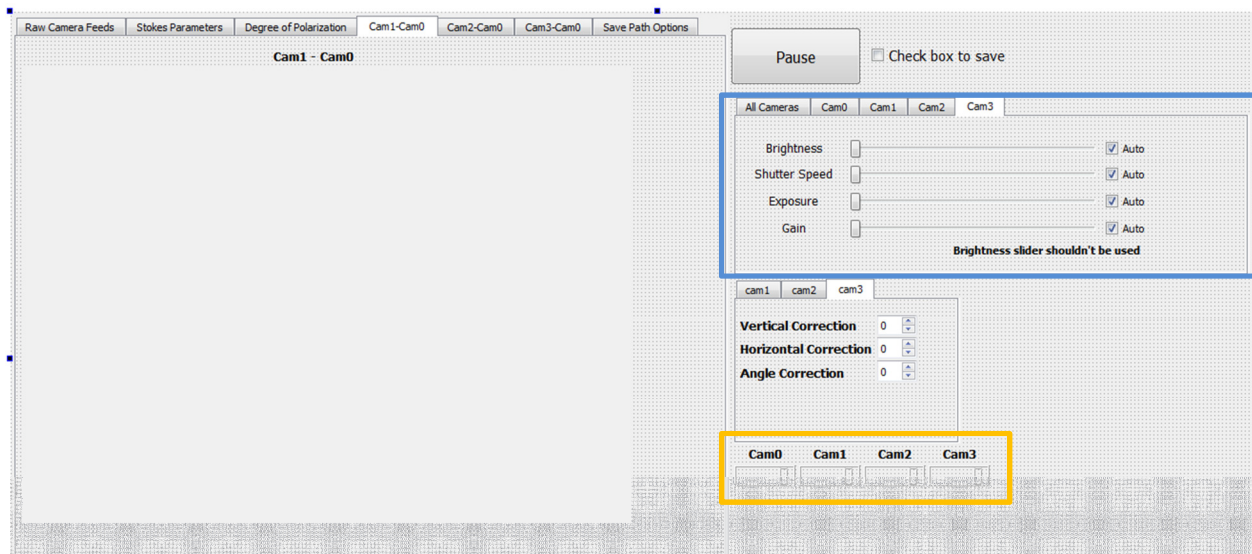 Raw Camera Feeds Stokes Parameters Degree of Polarization Cam1-Cam0 Cam2-Cam0 Cam3-Cam0 Save Path Options
Cam1 - Cam0
Pause Check box to save
All Cameras Cam0 Cam1 Cam2 Cam3
Brightness Auto
Shutter Speed Auto
Exposure Auto
Gain Auto
Brightness slider shouldn't be used
cam1 cam2 cam3
Vertical Correction 0
Horizontal Correction 0
Angle Correction 0
Cam0 Cam1 Cam2 Cam3